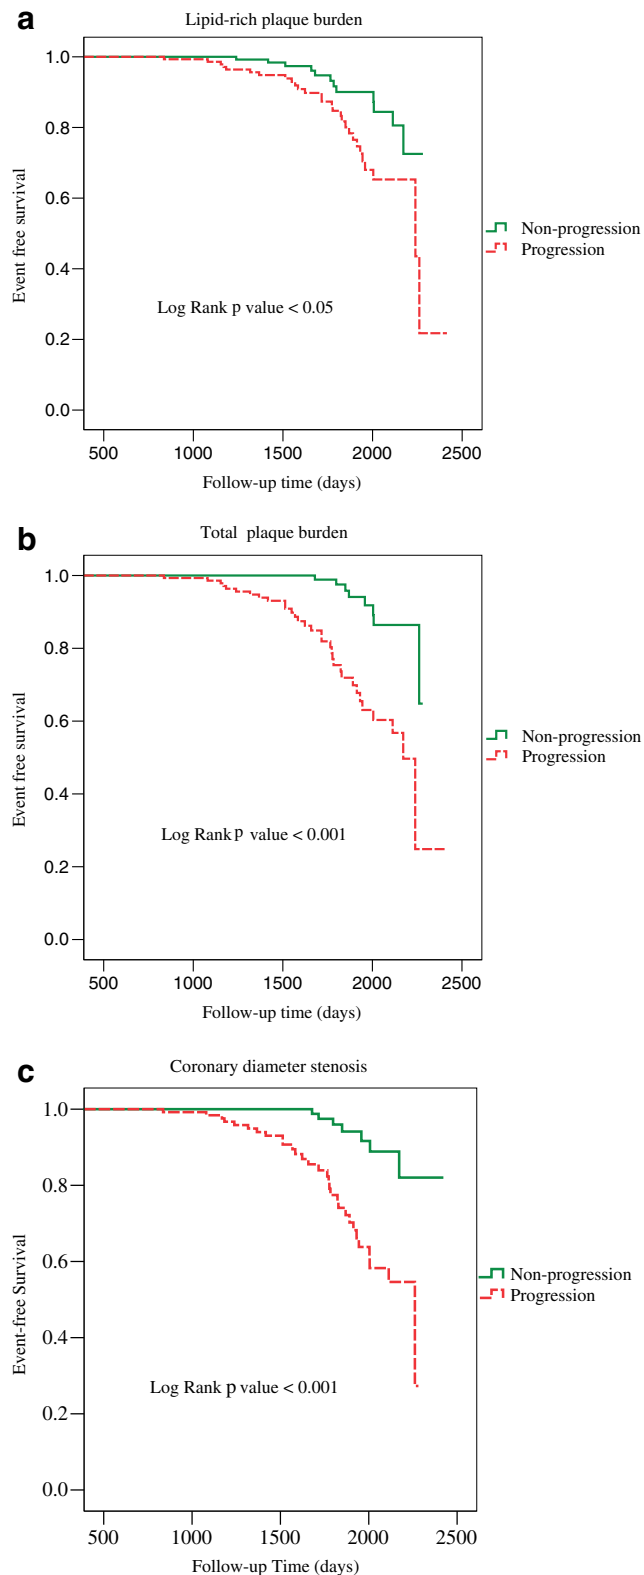 a
Lipid-rich plaque burden
1.0
0.8
0.6
0.4
0.2
0.0
Event free survival
Log Rank p value < 0.05
500 1000 1500 2000 2500
Follow-up time (days)
Non-progression
Progression
b
Total plaque burden
1.0
0.8
0.6
0.4
0.2
0.0
Event free survival
Log Rank p value < 0.001
500 1000 1500 2000 2500
Follow-up time (days)
Non-progression
Progression
c
Coronary diameter stenosis
1.0
0.8
0.6
0.4
0.2
0.0
Event-free Survival
Log Rank p value < 0.001
500 1000 1500 2000 2500
Follow-up Time (days)
Non-progression
Progression